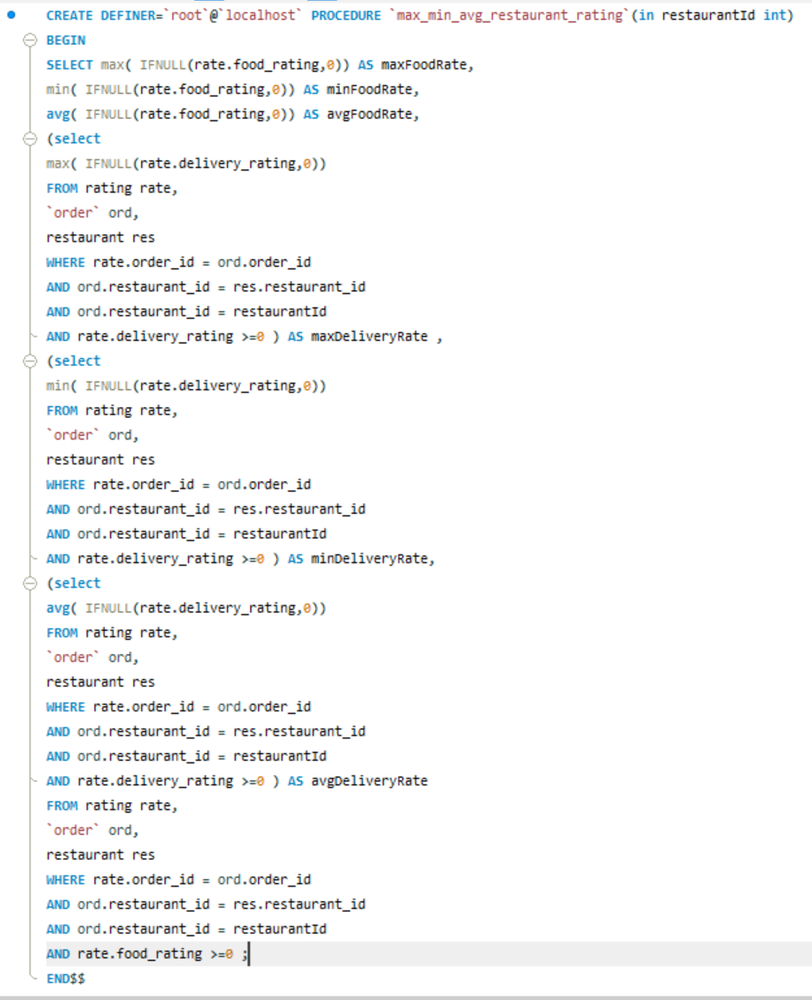 CREATE DEFINER=`root`@`localhost` PROCEDURE `max_min_avg_restaurant_rating`(in restaurantId int)
BEGIN
SELECT max( IFNULL(rate.food_rating,0)) AS maxFoodRate,
min( IFNULL(rate.food_rating,0)) AS minFoodRate,
avg( IFNULL(rate.food_rating,0)) AS avgFoodRate,
(select
max( IFNULL(rate.delivery_rating,0))
FROM rating rate,
`order` ord,
restaurant res
WHERE rate.order_id = ord.order_id
AND ord.restaurant_id = res.restaurant_id
AND ord.restaurant_id = restaurantId
AND rate.delivery_rating >=0 ) AS maxDeliveryRate ,
(select
min( IFNULL(rate.delivery_rating,0))
FROM rating rate,
`order` ord,
restaurant res
WHERE rate.order_id = ord.order_id
AND ord.restaurant_id = res.restaurant_id
AND ord.restaurant_id = restaurantId
AND rate.delivery_rating >=0 ) AS minDeliveryRate,
(select
avg( IFNULL(rate.delivery_rating,0))
FROM rating rate,
`order` ord,
restaurant res
WHERE rate.order_id = ord.order_id
AND ord.restaurant_id = res.restaurant_id
AND ord.restaurant_id = restaurantId
AND rate.delivery_rating >=0 ) AS avgDeliveryRate
FROM rating rate,
`order` ord,
restaurant res
WHERE rate.order_id = ord.order_id
AND ord.restaurant_id = res.restaurant_id
AND ord.restaurant_id = restaurantId
AND rate.food_rating >=0 ;
END$$